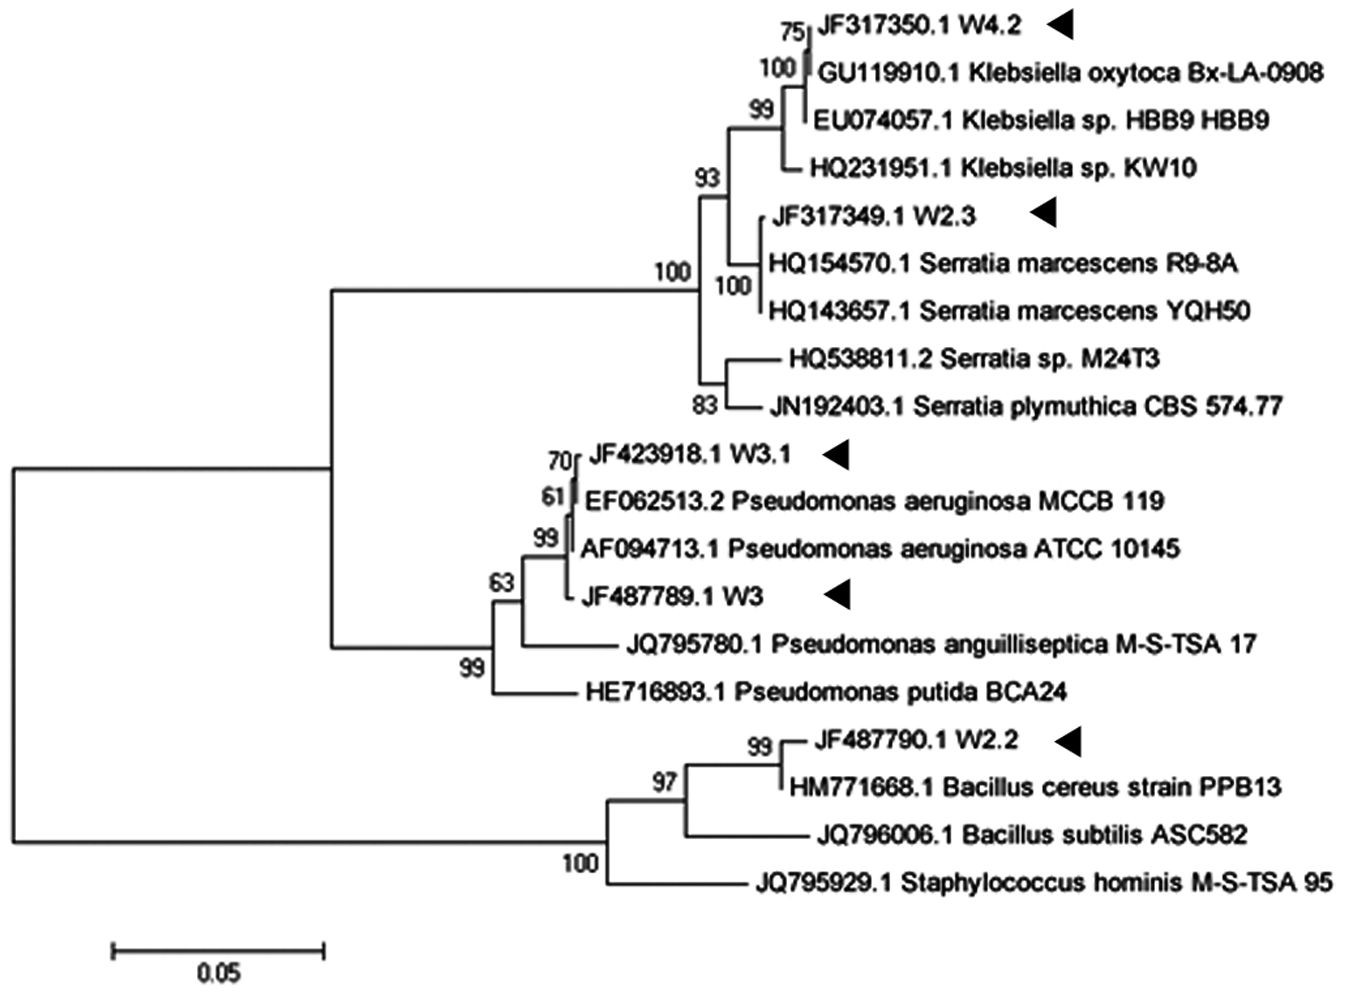 75 JF317350.1 W4.2
100 GU119910.1 Klebsiella oxytoca Bx-LA-0908
99 EU074057.1 Klebsiella sp. HBB9 HBB9
HQ231951.1 Klebsiella sp. KW10
93
JF317349.1 W2.3
HQ154570.1 Serratia marcescens R9-8A
100
100
HQ143657.1 Serratia marcescens YQH50
HQ538811.2 Serratia sp. M24T3
83 JN192403.1 Serratia plymuthica CBS 574.77
70 JF423918.1 W3.1
61 EF062513.2 Pseudomonas aeruginosa MCCB 119
99 AF094713.1 Pseudomonas aeruginosa ATCC 10145
63 JF487789.1 W3
JQ795780.1 Pseudomonas anguilliseptica M-S-TSA 17
99
HE716893.1 Pseudomonas putida BCA24
99 JF487790.1 W2.2
97 HM771668.1 Bacillus cereus strain PPB13
JQ796006.1 Bacillus subtilis ASC582
100
JQ795929.1 Staphylococcus hominis M-S-TSA 95
0.05